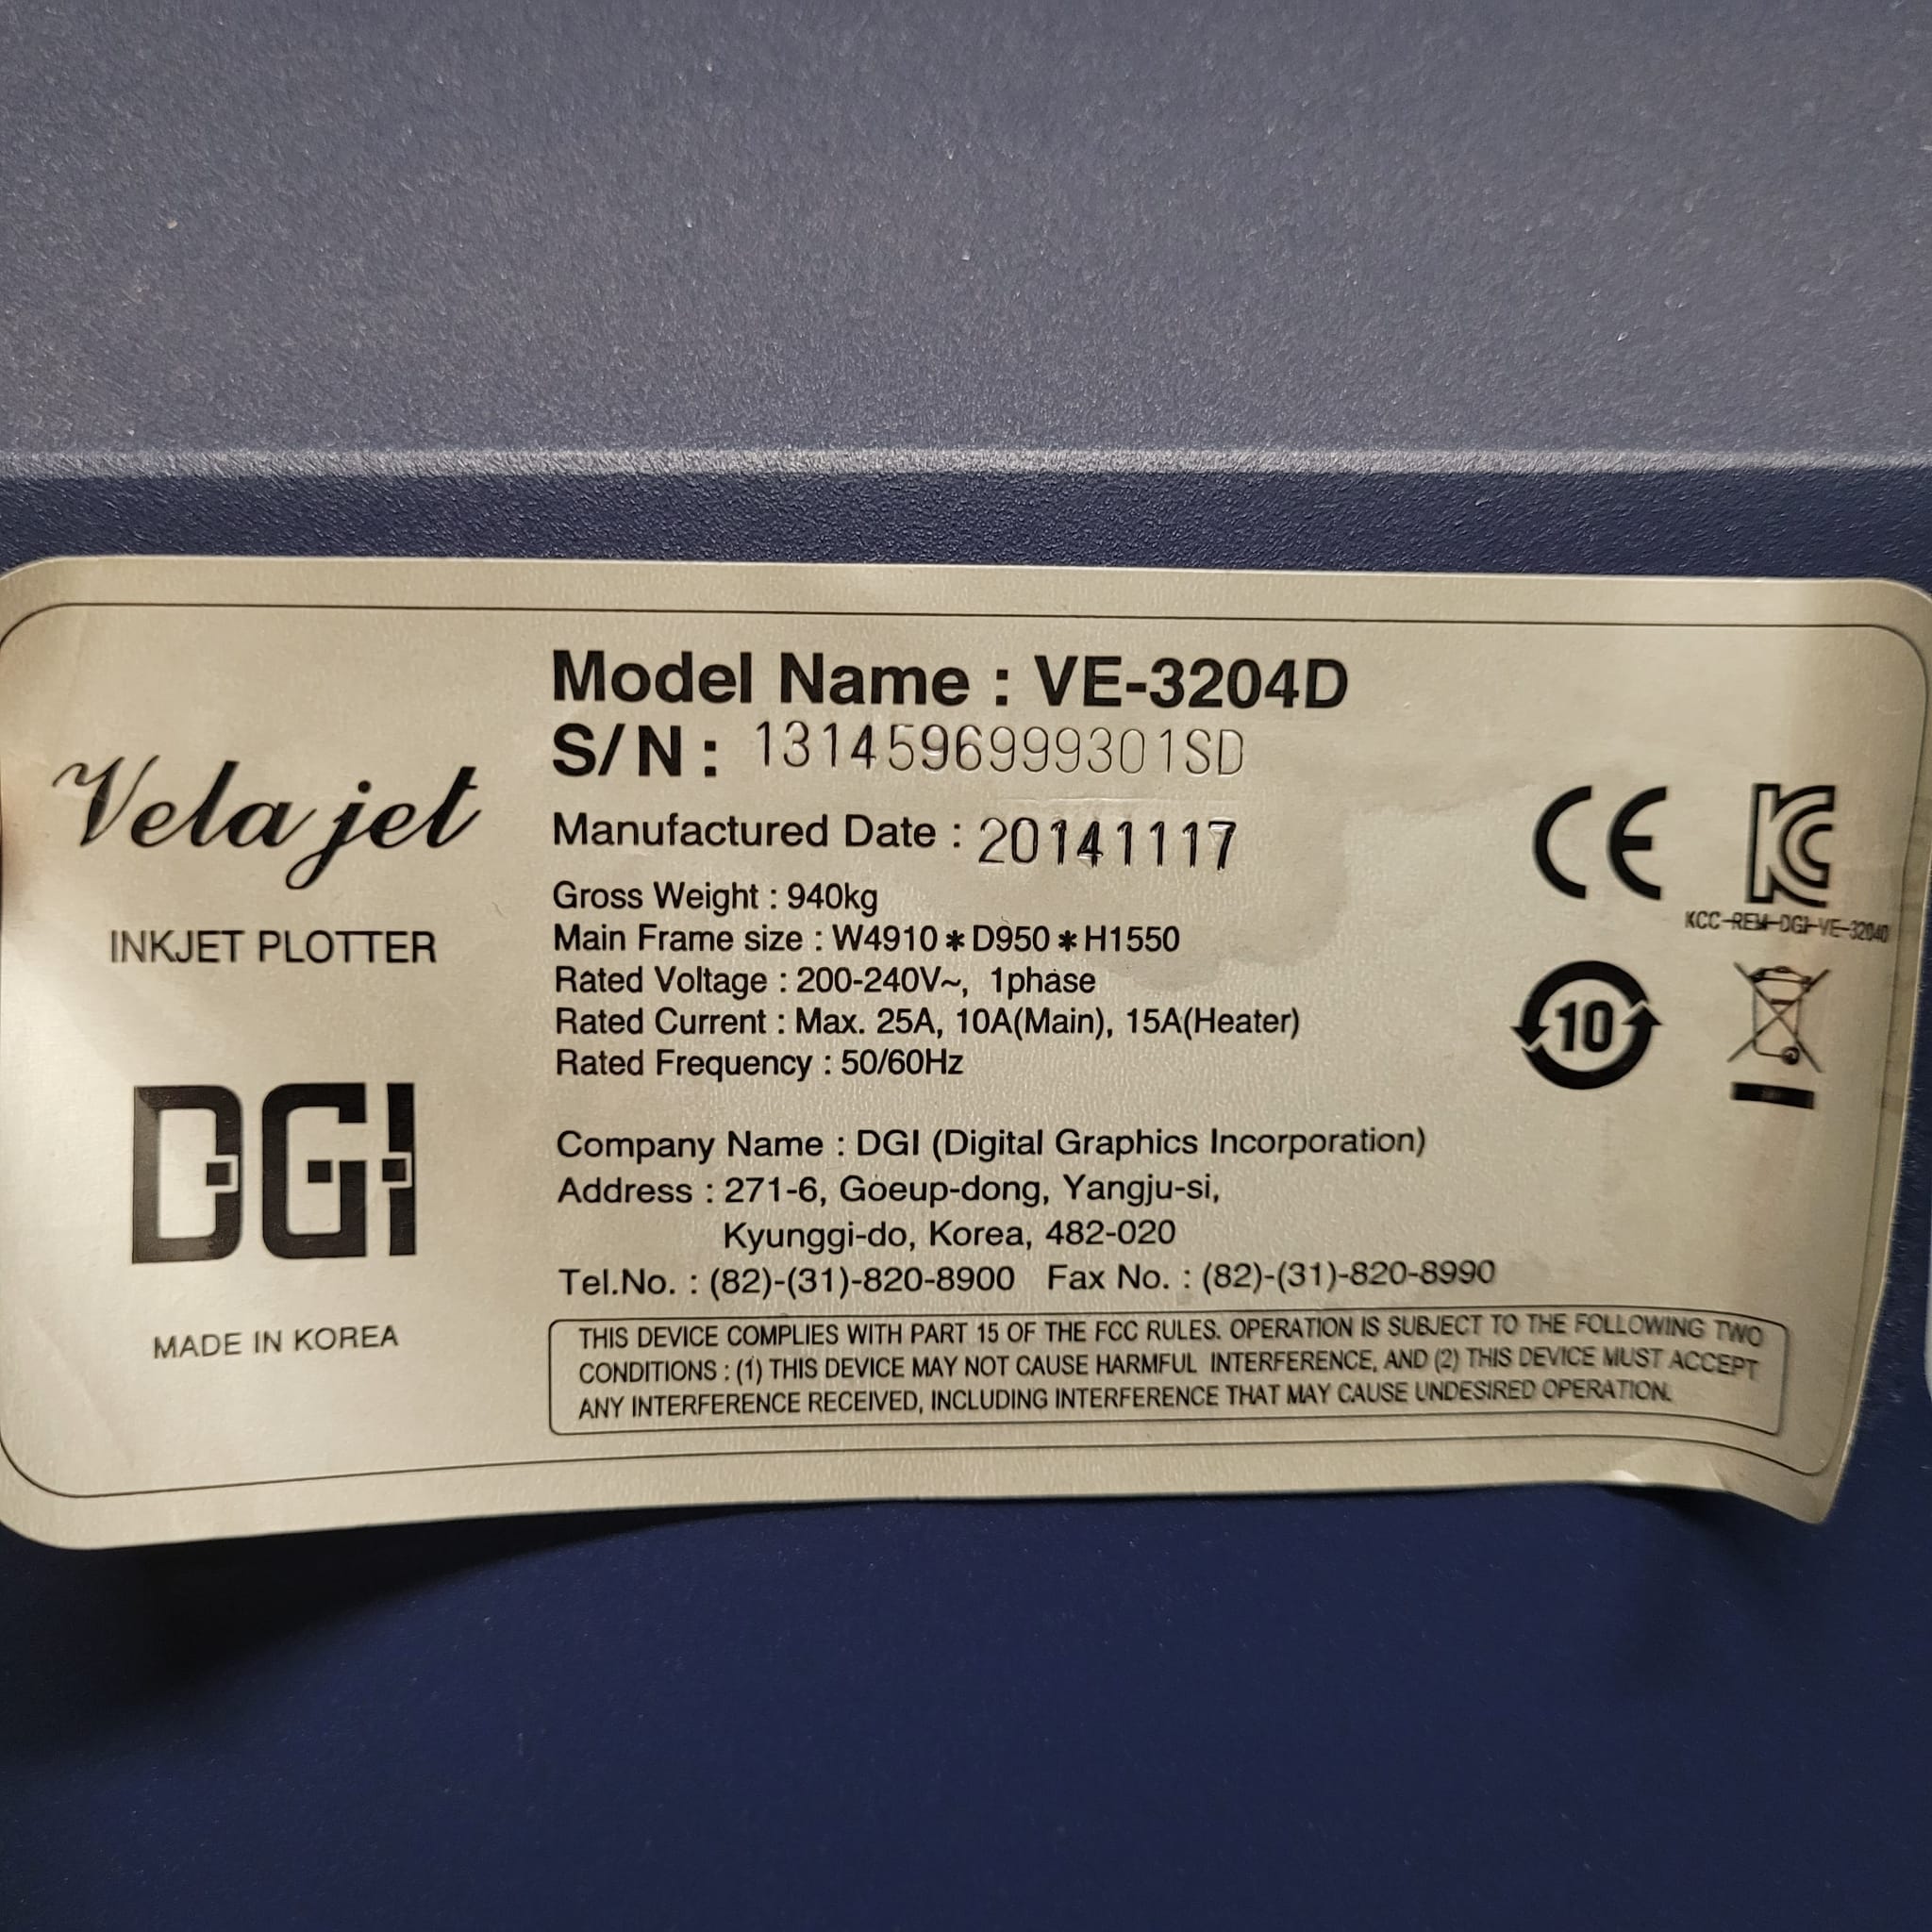 Vela jet
INKJET PLOTTER
DGI
MADE IN KOREA
Model Name : VE-3204D
S/N : 1314596999301SD
Manufactured Date : 20141117
Gross Weight : 940kg
Main Frame size : W4910＊D950＊H1550
Rated Voltage : 200-240V~, 1phase
Rated Current : Max. 25A, 10A(Main), 15A(Heater)
Rated Frequency : 50/60Hz
Company Name : DGI (Digital Graphics Incorporation)
Address : 271-6, Goeup-dong, Yangju-si,
Kyunggi-do, Korea, 482-020
Tel.No. : (82)-(31)-820-8900 Fax No. : (82)-(31)-820-8990
THIS DEVICE COMPLIES WITH PART 15 OF THE FCC RULES. OPERATION IS SUBJECT TO THE FOLLOWING TWO
CONDITIONS : (1) THIS DEVICE MAY NOT CAUSE HARMFUL INTERFERENCE, AND (2) THIS DEVICE MUST ACCEPT
ANY INTERFERENCE RECEIVED, INCLUDING INTERFERENCE THAT MAY CAUSE UNDESIRED OPERATION.
CE KC
10